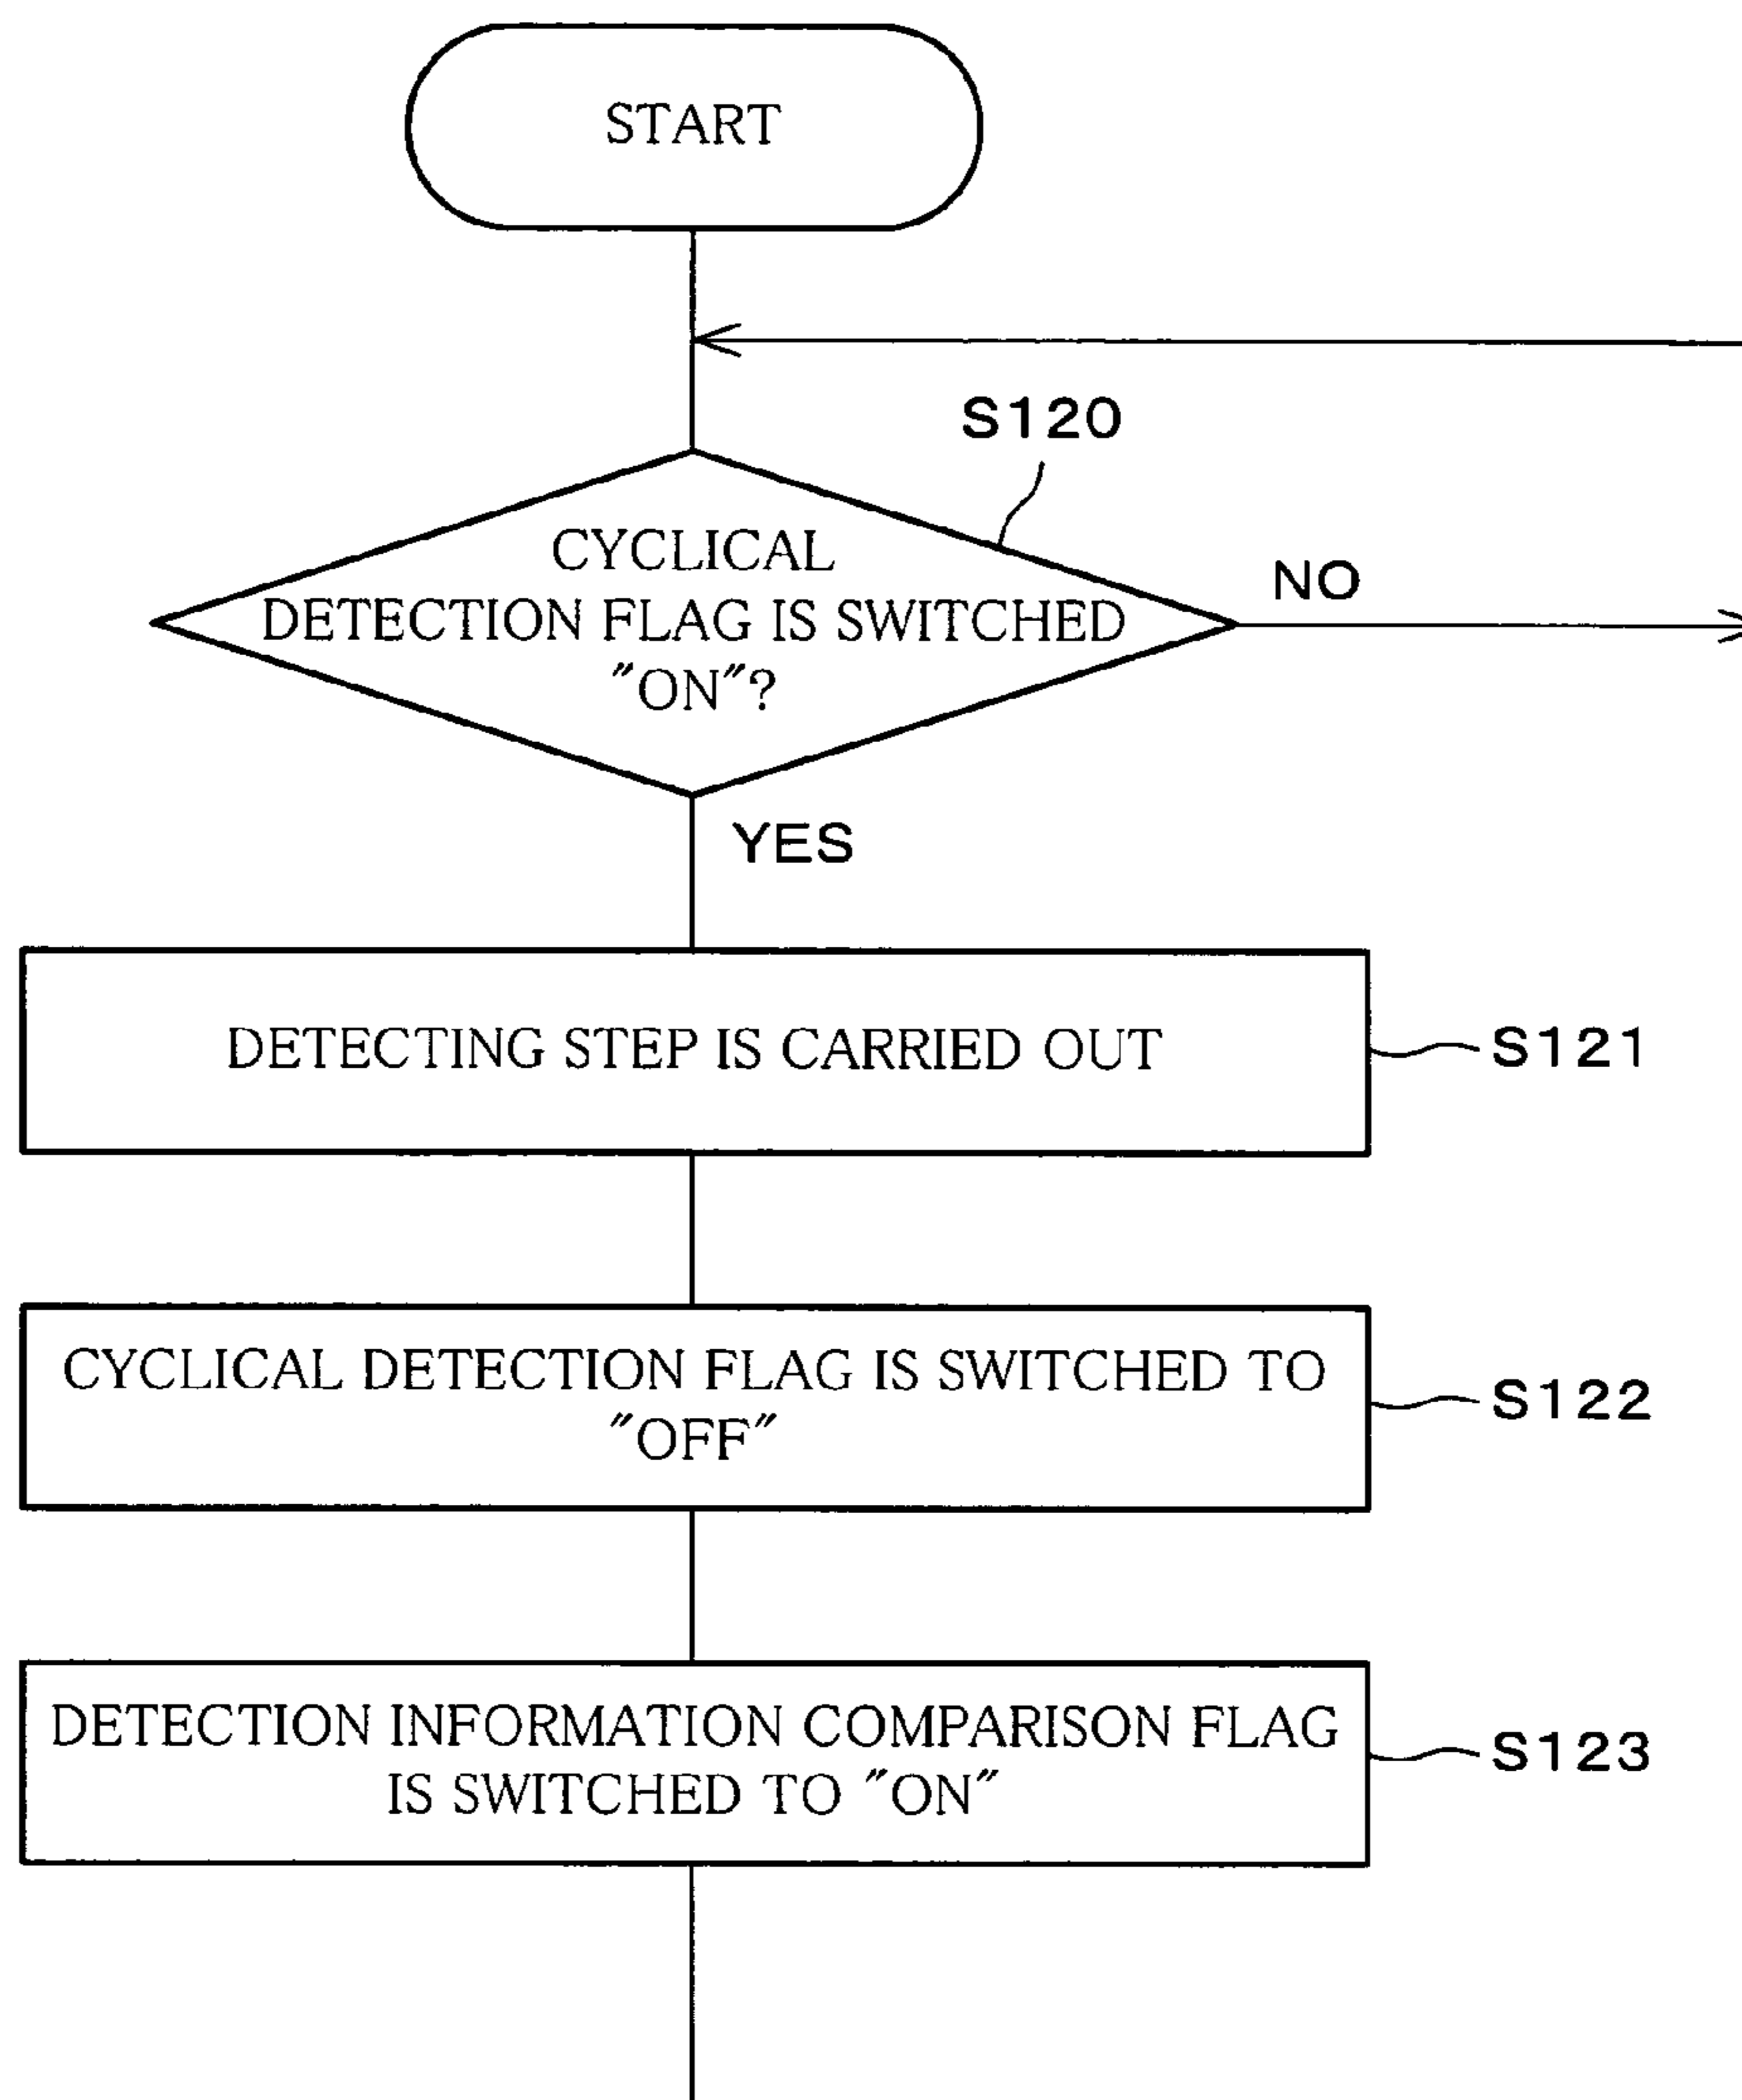 START
S120
CYCLICAL
DETECTION FLAG IS SWITCHED
"ON"?
NO
YES
DETECTING STEP IS CARRIED OUT
S121
CYCLICAL DETECTION FLAG IS SWITCHED TO
"OFF"
S122
DETECTION INFORMATION COMPARISON FLAG
IS SWITCHED TO "ON"
S123